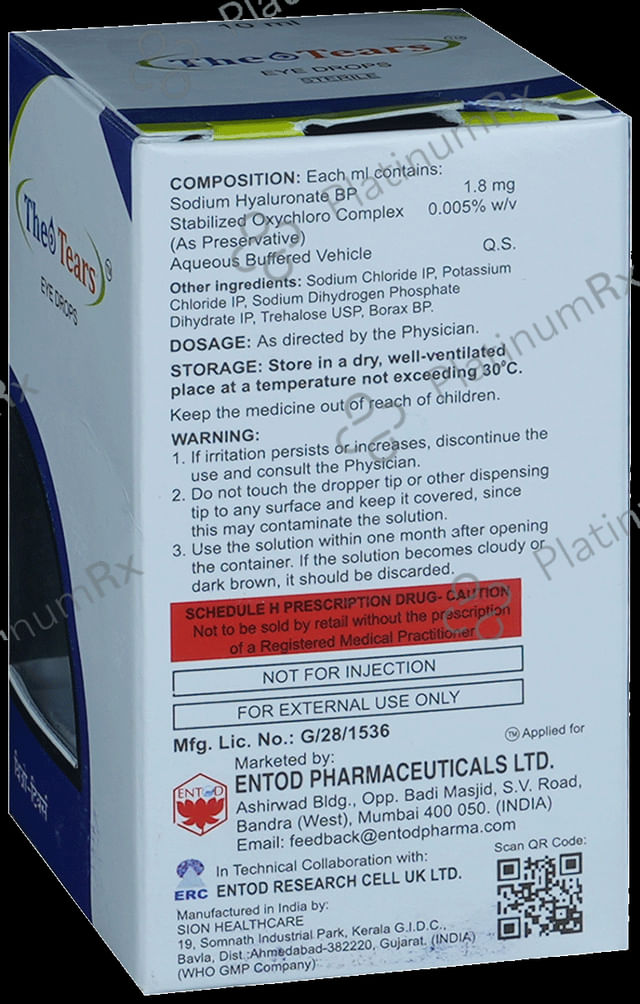 10 ml
TheoTears™
EYE DROPS
STERILE
TheoTears™
EYE DROPS
थिओ-टिअर्स
COMPOSITION: Each ml contains:
Sodium Hyaluronate BP 1.8 mg
Stabilized Oxychloro Complex 0.005% w/v
(As Preservative)
Aqueous Buffered Vehicle Q.S.
Other ingredients: Sodium Chloride IP, Potassium
Chloride IP, Sodium Dihydrogen Phosphate
Dihydrate IP, Trehalose USP, Borax BP.
DOSAGE: As directed by the Physician.
STORAGE: Store in a dry, well-ventilated
place at a temperature not exceeding 30°C.
Keep the medicine out of reach of children.
WARNING:
1. If irritation persists or increases, discontinue the
use and consult the Physician.
2. Do not touch the dropper tip or other dispensing
tip to any surface and keep it covered, since
this may contaminate the solution.
3. Use the solution within one month after opening
the container. If the solution becomes cloudy or
dark brown, it should be discarded.
SCHEDULE H PRESCRIPTION DRUG- CAUTION
Not to be sold by retail without the prescription
of a Registered Medical Practitioner
NOT FOR INJECTION
FOR EXTERNAL USE ONLY
Mfg. Lic. No.: G/28/1536
™ Applied for
Marketed by:
ENTOD
ENTOD PHARMACEUTICALS LTD.
Ashirwad Bldg., Opp. Badi Masjid, S.V. Road,
Bandra (West), Mumbai 400 050. (INDIA)
Email: feedback@entodpharma.com
Scan QR Code:
ERC
In Technical Collaboration with:
ENTOD RESEARCH CELL UK LTD.
Manufactured in India by:
SION HEALTHCARE
19, Somnath Industrial Park, Kerala G.I.D.C.,
Bavla, Dist.:Ahmedabad-382220, Gujarat. (INDIA)
(WHO GMP Company)
PlatinumRx
PlatinumRx
PlatinumRx
PlatinumRx